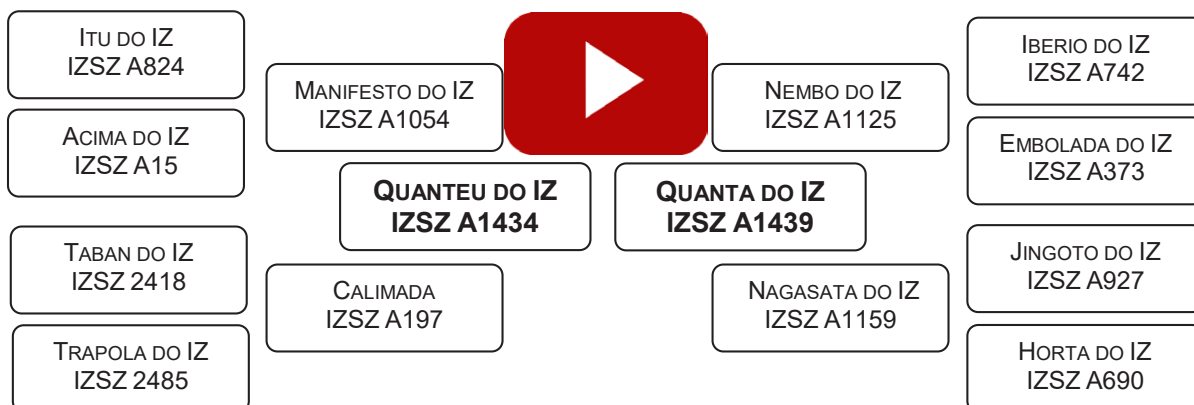 ITU DO IZ
IZSZ A824
ACIMA DO IZ
IZSZ A15
TABAN DO IZ
IZSZ 2418
TRAPOLA DO IZ
IZSZ 2485
MANIFESTO DO IZ
IZSZ A1054
CALIMADA
IZSZ A197
QUANTEU DO IZ
IZSZ A1434
QUANTA DO IZ
IZSZ A1439
NEMBO DO IZ
IZSZ A1125
NAGASATA DO IZ
IZSZ A1159
IBERIO DO IZ
IZSZ A742
EMBOLADA DO IZ
IZSZ A373
JINGOTO DO IZ
IZSZ A927
HORTA DO IZ
IZSZ A690